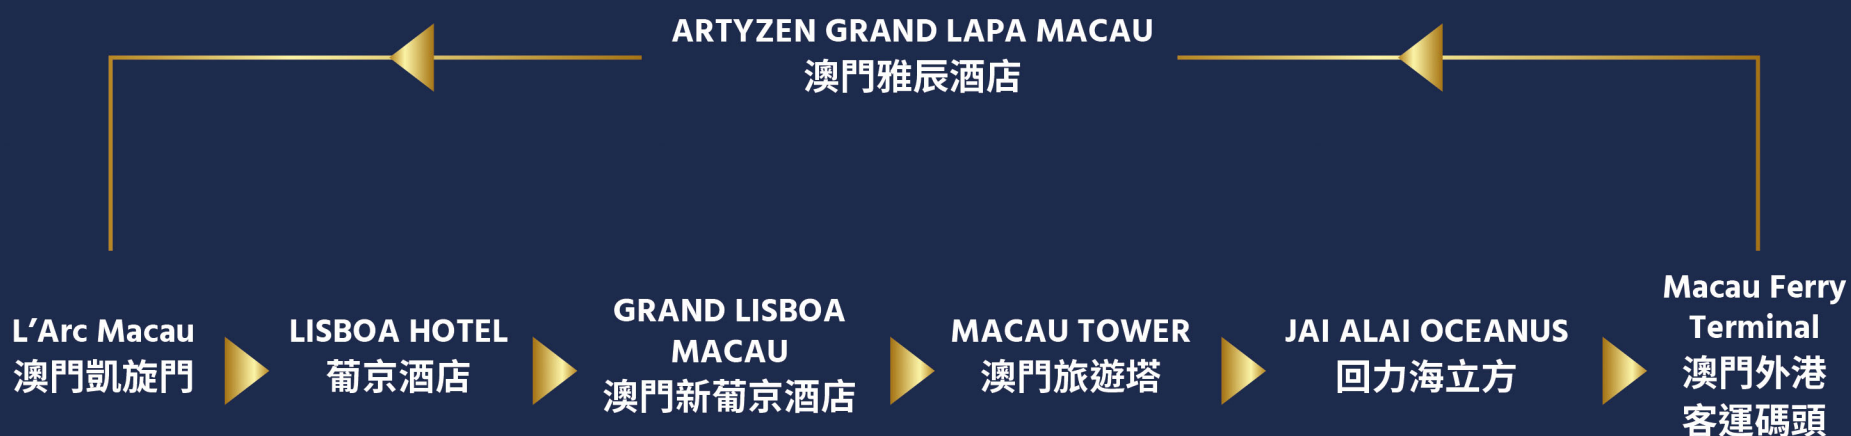 ARTYZEN GRAND LAPA MACAU
澳門雅辰酒店
L’Arc Macau
澳門凱旋門
LISBOA HOTEL
葡京酒店
GRAND LISBOA
MACAU
澳門新葡京酒店
MACAU TOWER
澳門旅遊塔
JAI ALAI OCEANUS
回力海立方
Macau Ferry
Terminal
澳門外港
客運碼頭